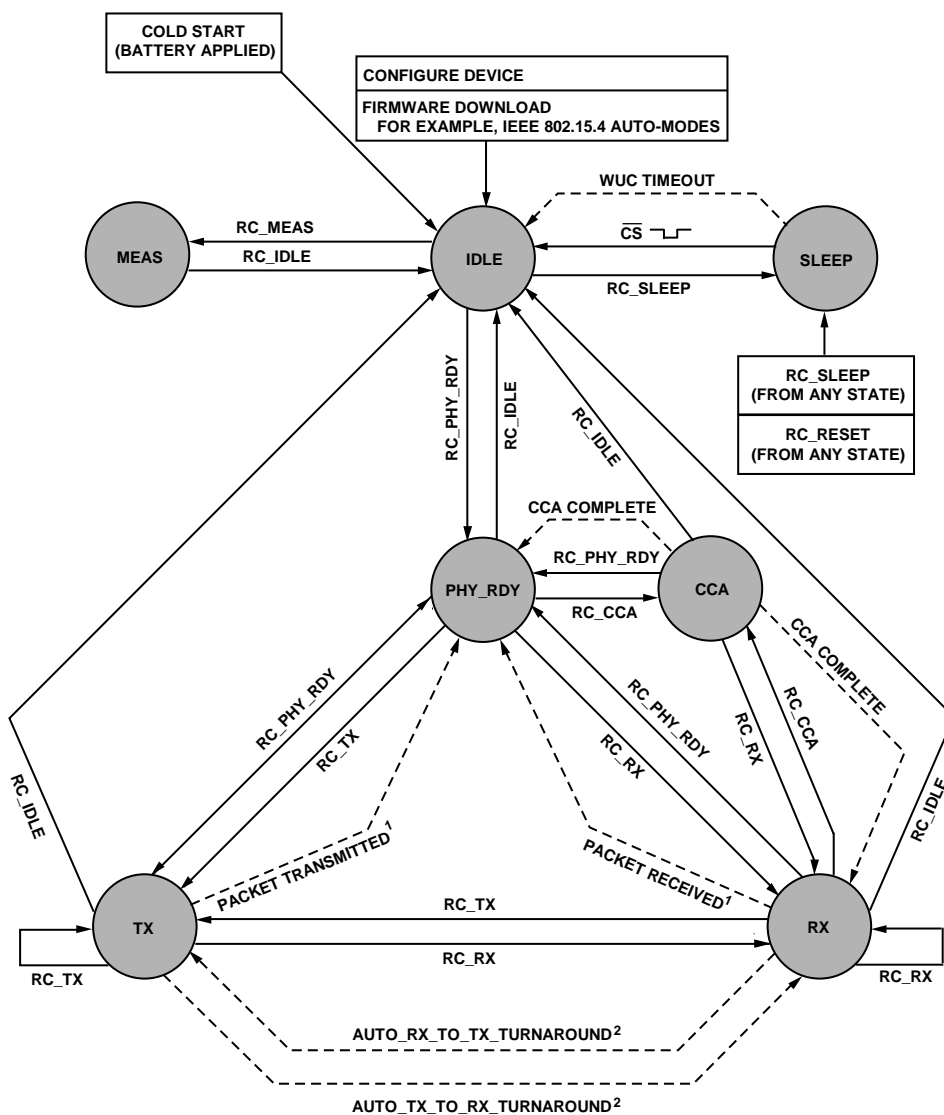 COLD START
(BATTERY APPLIED)
CONFIGURE DEVICE
FIRMWARE DOWNLOAD
FOR EXAMPLE, IEEE 802.15.4 AUTO-MODES
WUC TIMEOUT
RC_MEAS
CS
MEAS
IDLE
SLEEP
RC_IDLE
RC_SLEEP
RC_PHY_RDY
RC_IDLE
RC_IDLE
RC_SLEEP
(FROM ANY STATE)
RC_RESET
(FROM ANY STATE)
CCA COMPLETE
RC_PHY_RDY
PHY_RDY
CCA
RC_CCA
CCA COMPLETE
RC_PHY_RDY
RC_TX
RC_PHY_RDY
RC_RX
RC_RX
RC_CCA
RC_IDLE
RC_IDLE
PACKET TRANSMITTED1
PACKET RECEIVED1
RC_TX
TX
RX
RC_RX
RC_TX
RC_RX
AUTO_RX_TO_TX_TURNAROUND2
AUTO_TX_TO_RX_TURNAROUND2